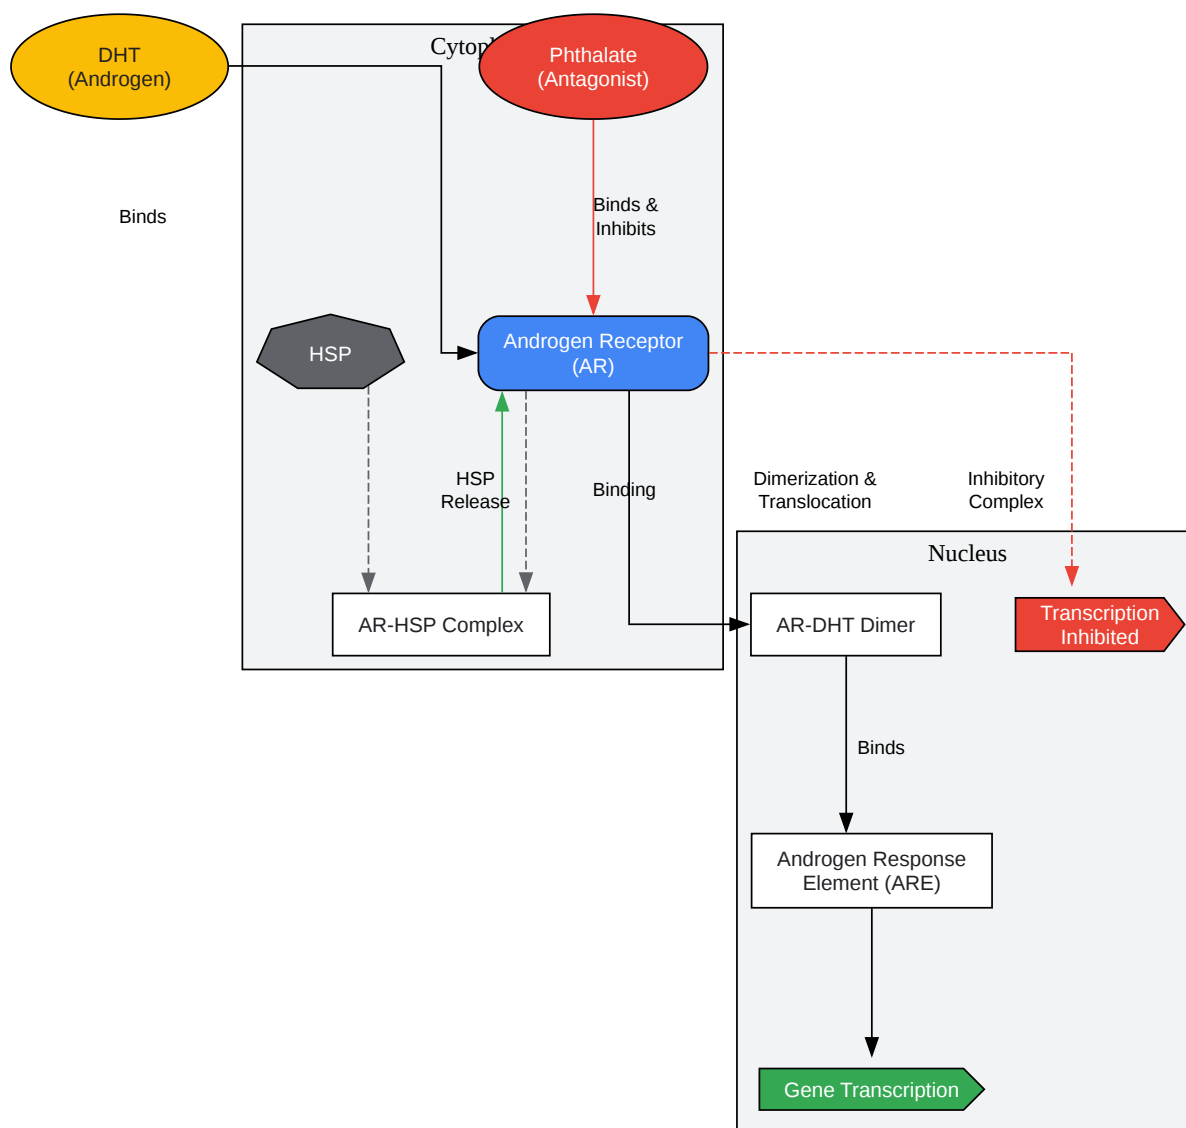 DHT
(Androgen)
Phthalate
(Antagonist)
Binds
Binds &
Inhibits
HSP
Androgen Receptor
(AR)
HSP
Release
Binding
Dimerization &
Translocation
Inhibitory
Complex
Nucleus
AR-HSP Complex
AR-DHT Dimer
Transcription
Inhibited
Binds
Androgen Response
Element (ARE)
Gene Transcription